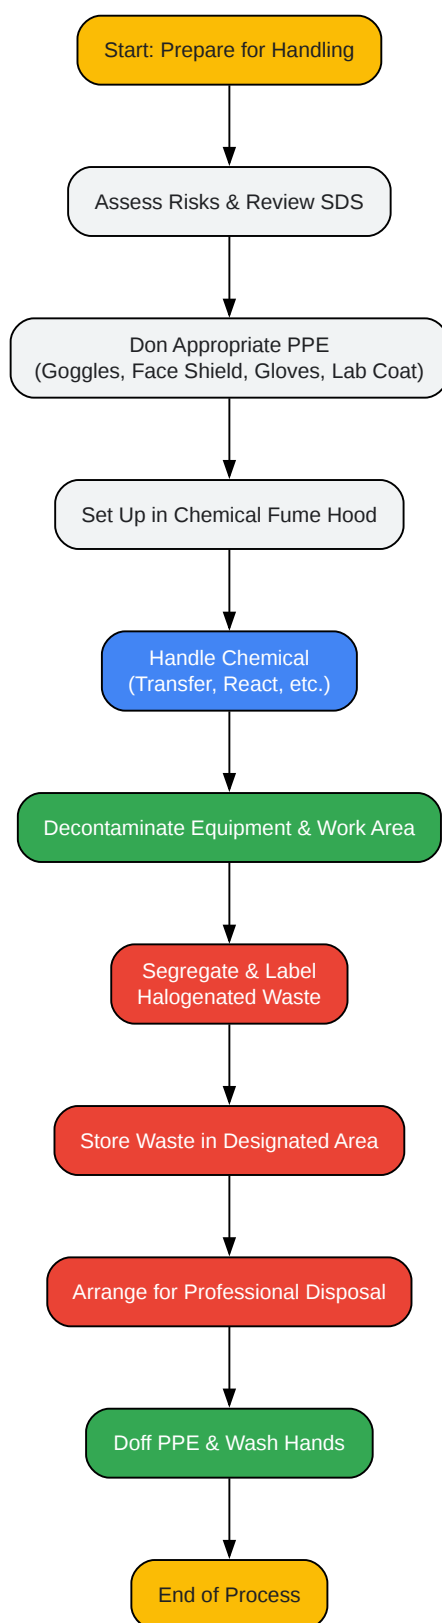 Start: Prepare for Handling
Assess Risks & Review SDS
Don Appropriate PPE
(Goggles, Face Shield, Gloves, Lab Coat)
Set Up in Chemical Fume Hood
Handle Chemical
(Transfer, React, etc.)
Decontaminate Equipment & Work Area
Segregate & Label
Halogenated Waste
Store Waste in Designated Area
Arrange for Professional Disposal
Doff PPE & Wash Hands
End of Process